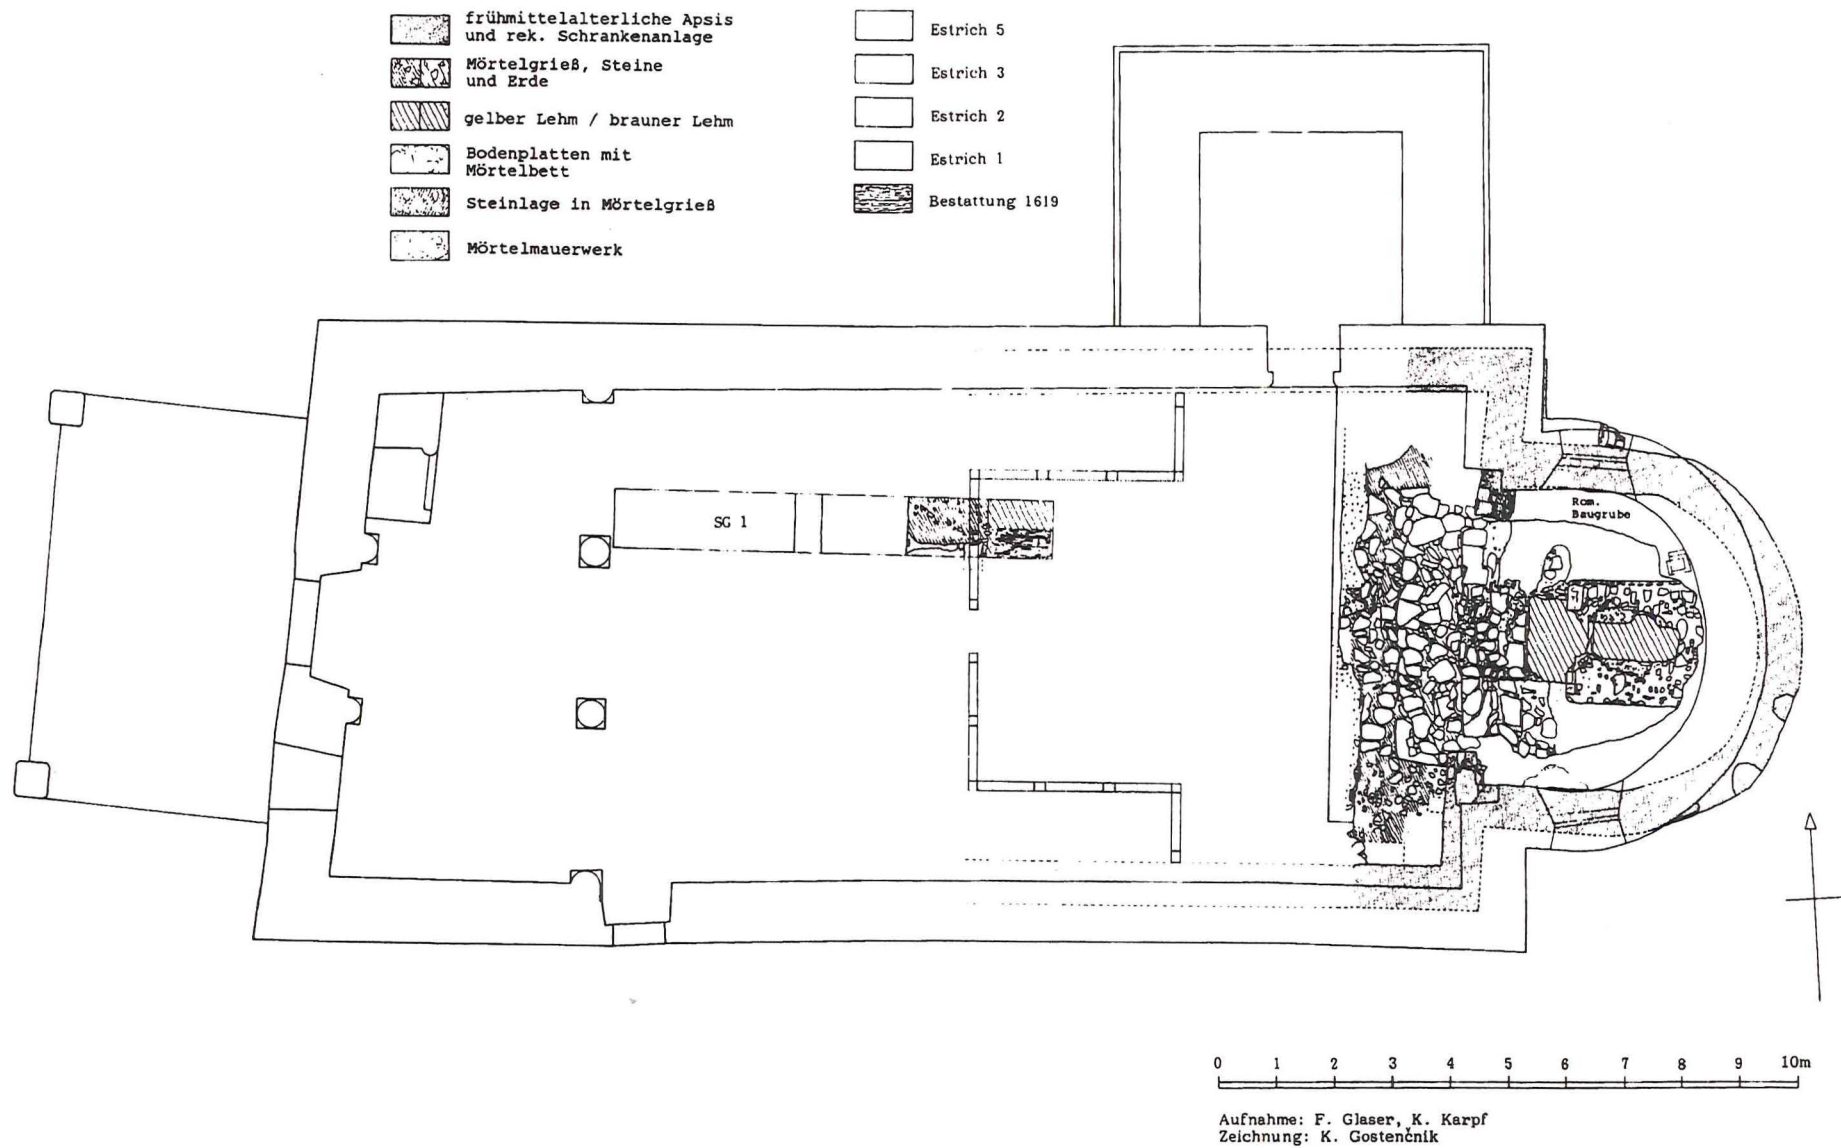 frühmittelalterliche Apsis
und rek. Schrankenanlage
Mörtelgrieß, Steine
und Erde
gelber Lehm / brauner Lehm
Bodenplatten mit
Mörtelbett
Steinlage in Mörtelgrieß
Mörtelmauerwerk
Estrich 5
Estrich 3
Estrich 2
Estrich 1
Bestattung 1619
SG 1
Rom.
Baugrube
0 1 2 3 4 5 6 7 8 9 10m
Aufnahme: F. Glaser, K. Karpf
Zeichnung: K. Gostenčnik